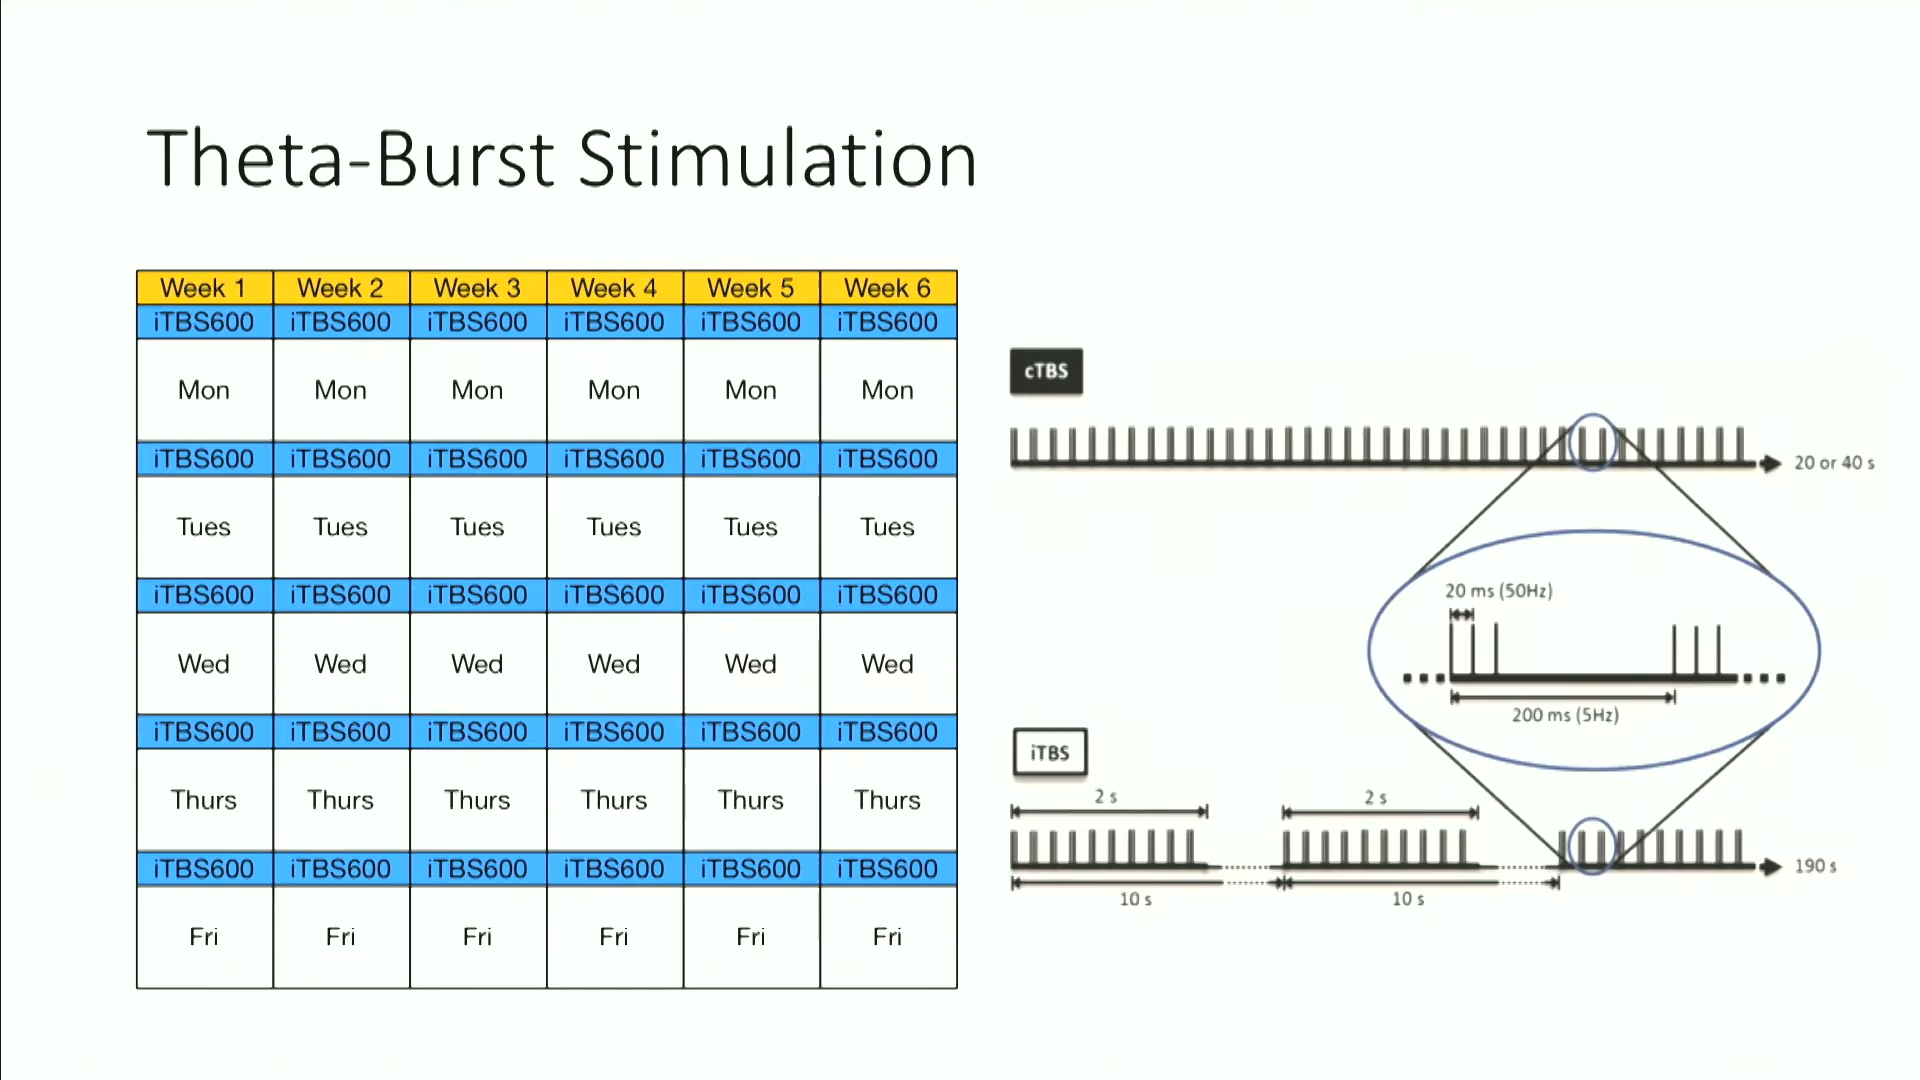 Theta-Burst Stimulation
Week 1 Week 2 Week 3 Week 4 Week 5 Week 6
iTBS600 iTBS600 iTBS600 iTBS600 iTBS600 iTBS600
Mon Mon Mon Mon Mon Mon
iTBS600 iTBS600 iTBS600 iTBS600 iTBS600 iTBS600
Tues Tues Tues Tues Tues Tues
iTBS600 iTBS600 iTBS600 iTBS600 iTBS600 iTBS600
Wed Wed Wed Wed Wed Wed
iTBS600 iTBS600 iTBS600 iTBS600 iTBS600 iTBS600
Thurs Thurs Thurs Thurs Thurs Thurs
iTBS600 iTBS600 iTBS600 iTBS600 iTBS600 iTBS600
Fri Fri Fri Fri Fri Fri
cTBS
20 or 40 s
20 ms (50Hz)
200 ms (5Hz)
iTBS
2 s 2 s
190 s
10 s 10 s